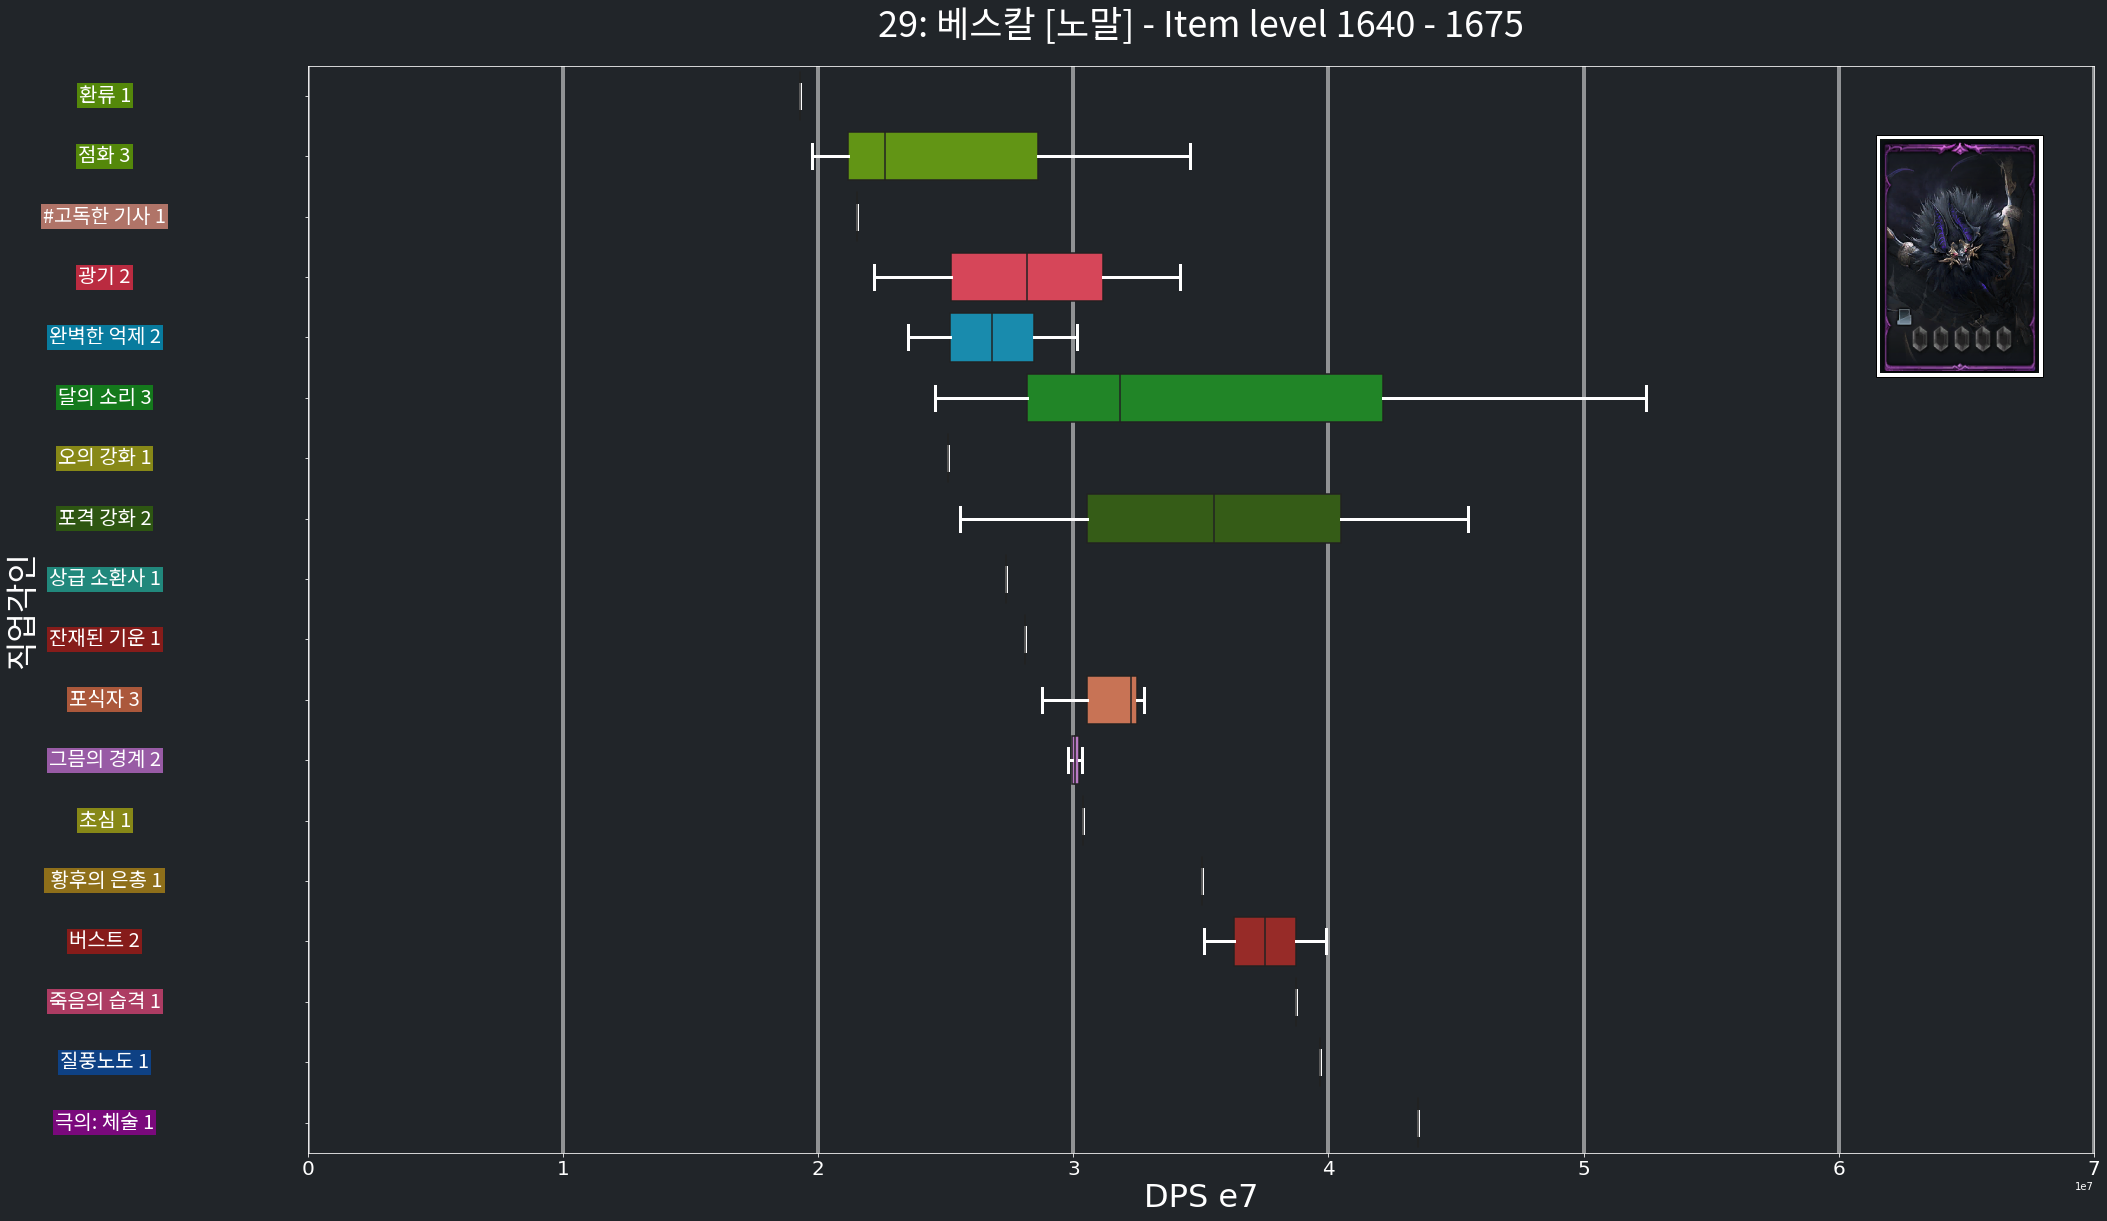 29: 베스칼 [노말] - Item level 1640 - 1675
환류 1
점화 3
#고독한 기사 1
광기 2
완벽한 억제 2
달의 소리 3
오의 강화 1
포격 강화 2
상급 소환사 1
잔재된 기운 1
포식자 3
그믐의 경계 2
초심 1
황후의 은총 1
버스트 2
죽음의 습격 1
질풍노도 1
극의: 체술 1
직업각인
0 1 2 3 4 5 6 7
1e7
DPS e7